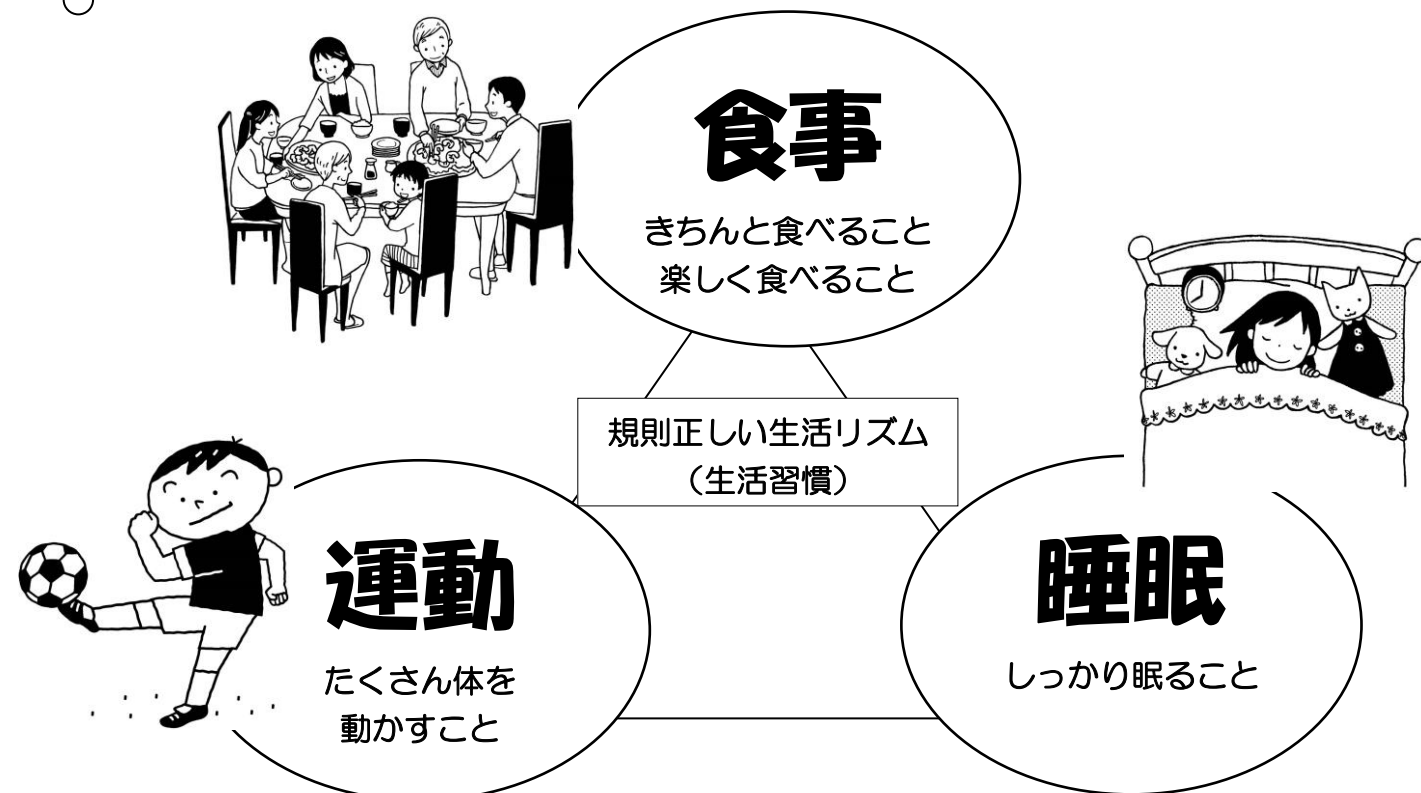 食事
きちんと食べること
楽しく食べること
規則正しい生活リズム
（生活習慣）
運動
たくさん体を
動かすこと
睡眠
しっかり眠ること